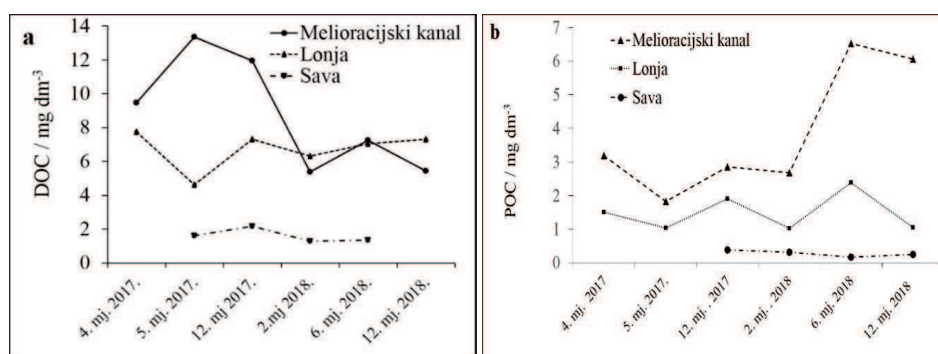 a
Melioracijski kanal
Lonja
Sava
DOC / mg dm⁻³
14
12
10
8
6
4
2
0
4. mj. 2017.
5. mj. 2017.
12. mj 2017.
2.mj 2018.
6. mj. 2018.
12. mj. 2018.
b
Melioracijski kanal
Lonja
Sava
POC / mg dm⁻³
7
6
5
4
3
2
1
0
4. mj. . 2017
5. mj. 2017.
12. mj. . 2017
2. mj. . 2018
6. mj. 2018
12. mj. 2018